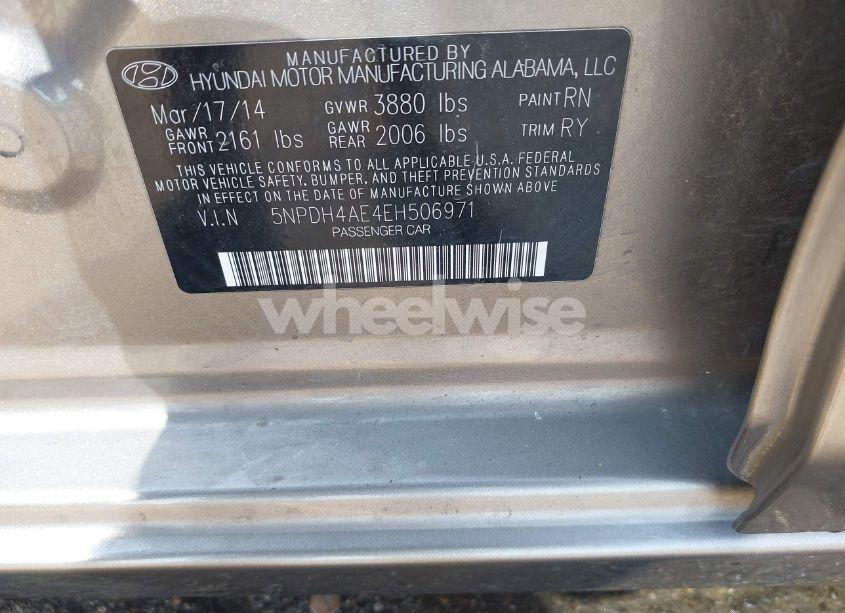 MANUFACTURED BY
HYUNDAI MOTOR MANUFACTURING ALABAMA, LLC
Mar/17/14 GVWR 3880 lbs PAINT RN
GAWR FRONT 2161 lbs GAWR REAR 2006 lbs TRIM RY
THIS VEHICLE CONFORMS TO ALL APPLICABLE U.S.A. FEDERAL
MOTOR VEHICLE SAFETY, BUMPER, AND THEFT PREVENTION STANDARDS
IN EFFECT ON THE DATE OF MANUFACTURE SHOWN ABOVE
V.I.N 5NPDH4AE4EH506971
PASSENGER CAR
wheelwise